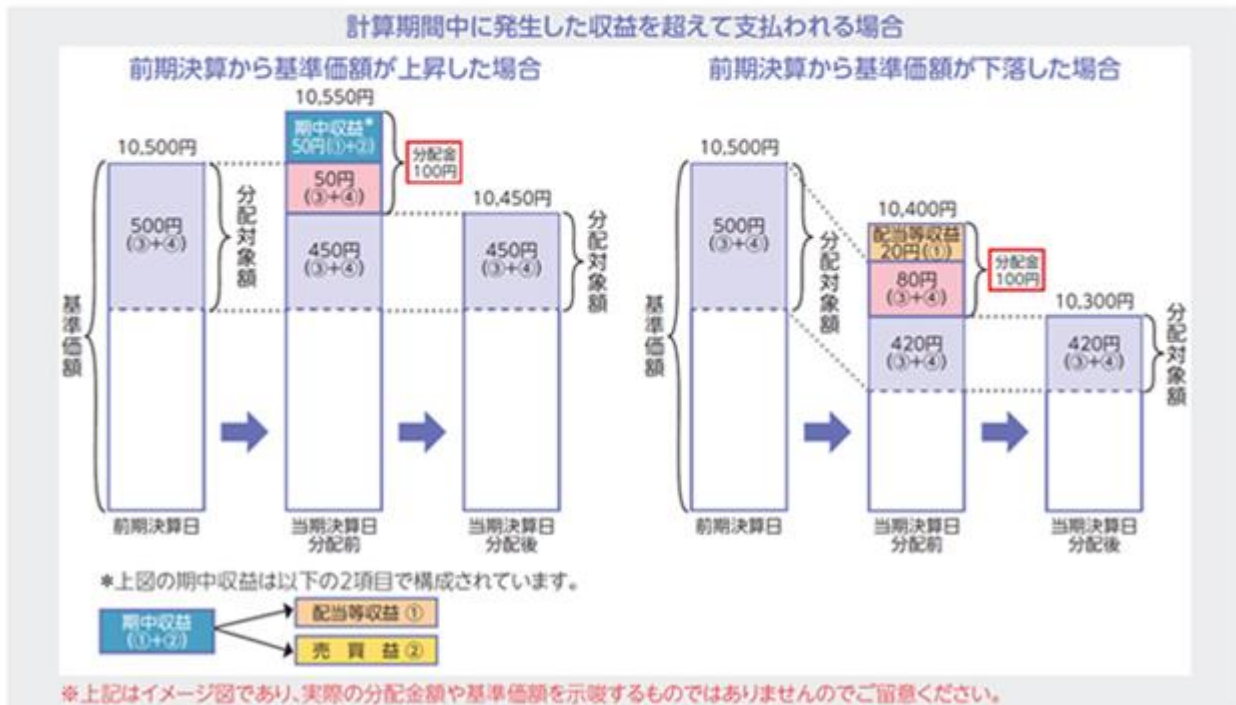 計算期間中に発生した収益を超えて支払われる場合
前期決算から基準価額が上昇した場合
10,500円
500円
(③+④)
分配対象額
基準価額
10,550円
期中収益*
50円(①+②)
50円
(③+④)
450円
(③+④)
分配金
100円
10,450円
450円
(③+④)
分配対象額
前期決算日
当期決算日
分配前
当期決算日
分配後
前期決算から基準価額が下落した場合
10,500円
500円
(③+④)
分配対象額
基準価額
10,400円
配当等収益
20円(①)
80円
(③+④)
420円
(③+④)
分配金
100円
10,300円
420円
(③+④)
分配対象額
前期決算日
当期決算日
分配前
当期決算日
分配後
*上図の期中収益は以下の2項目で構成されています。
期中収益
(①+②)
配当等収益 ①
売 買 益 ②
※上記はイメージ図であり、実際の分配金額や基準価額を示唆するものではありませんのでご留意ください。